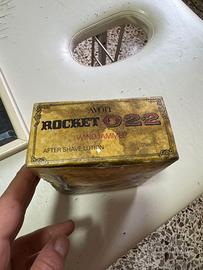 AVON
ROCKET 022
WIND JAMMER
AFTER SHAVE LOTION